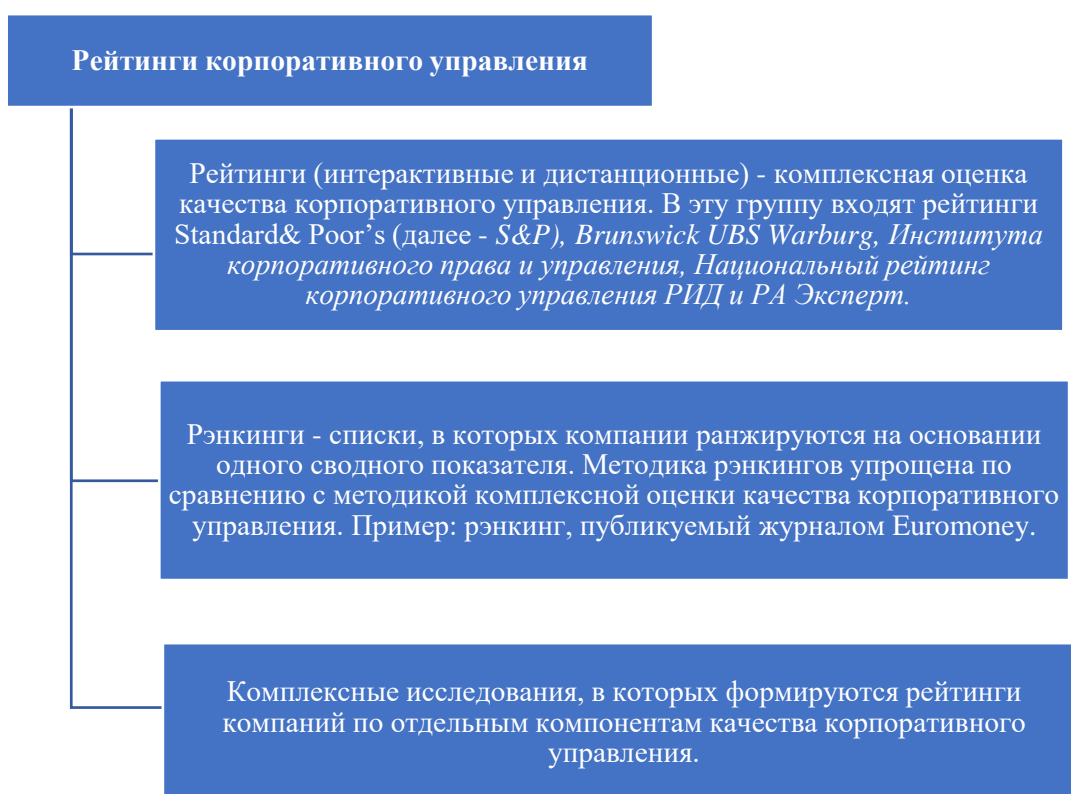 Рейтинги корпоративного управления
Рейтинги (интерактивные и дистанционные) - комплексная оценка
качества корпоративного управления. В эту группу входят рейтинги
Standard& Poor’s (далее - S&P), Brunswick UBS Warburg, Института
корпоративного права и управления, Национальный рейтинг
корпоративного управления РИД и РА Эксперт.
Рэнкинги - списки, в которых компании ранжируются на основании
одного сводного показателя. Методика рэнкингов упрощена по
сравнению с методикой комплексной оценки качества корпоративного
управления. Пример: рэнкинг, публикуемый журналом Euromoney.
Комплексные исследования, в которых формируются рейтинги
компаний по отдельным компонентам качества корпоративного
управления.